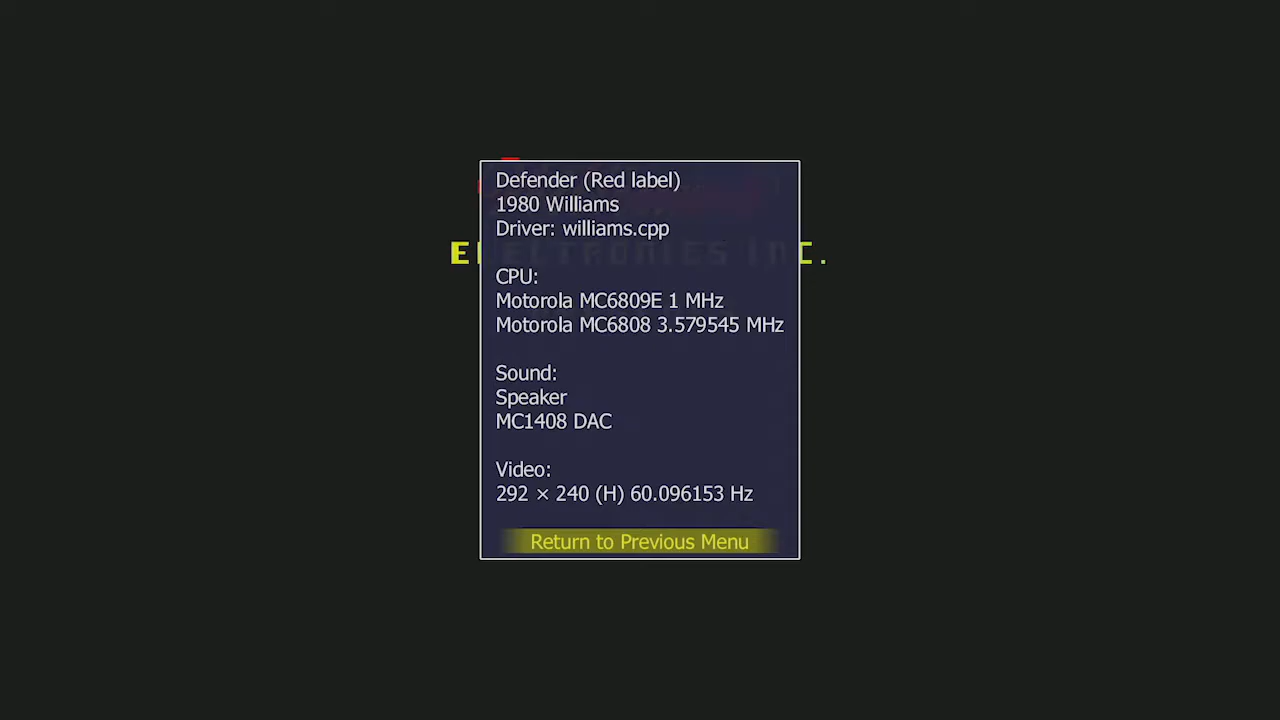 Defender (Red label)
1980 Williams
Driver: williams.cpp
CPU:
Motorola MC6809E 1 MHz
Motorola MC6808 3.579545 MHz
Sound:
Speaker
MC1408 DAC
Video:
292 × 240 (H) 60.096153 Hz
Return to Previous Menu